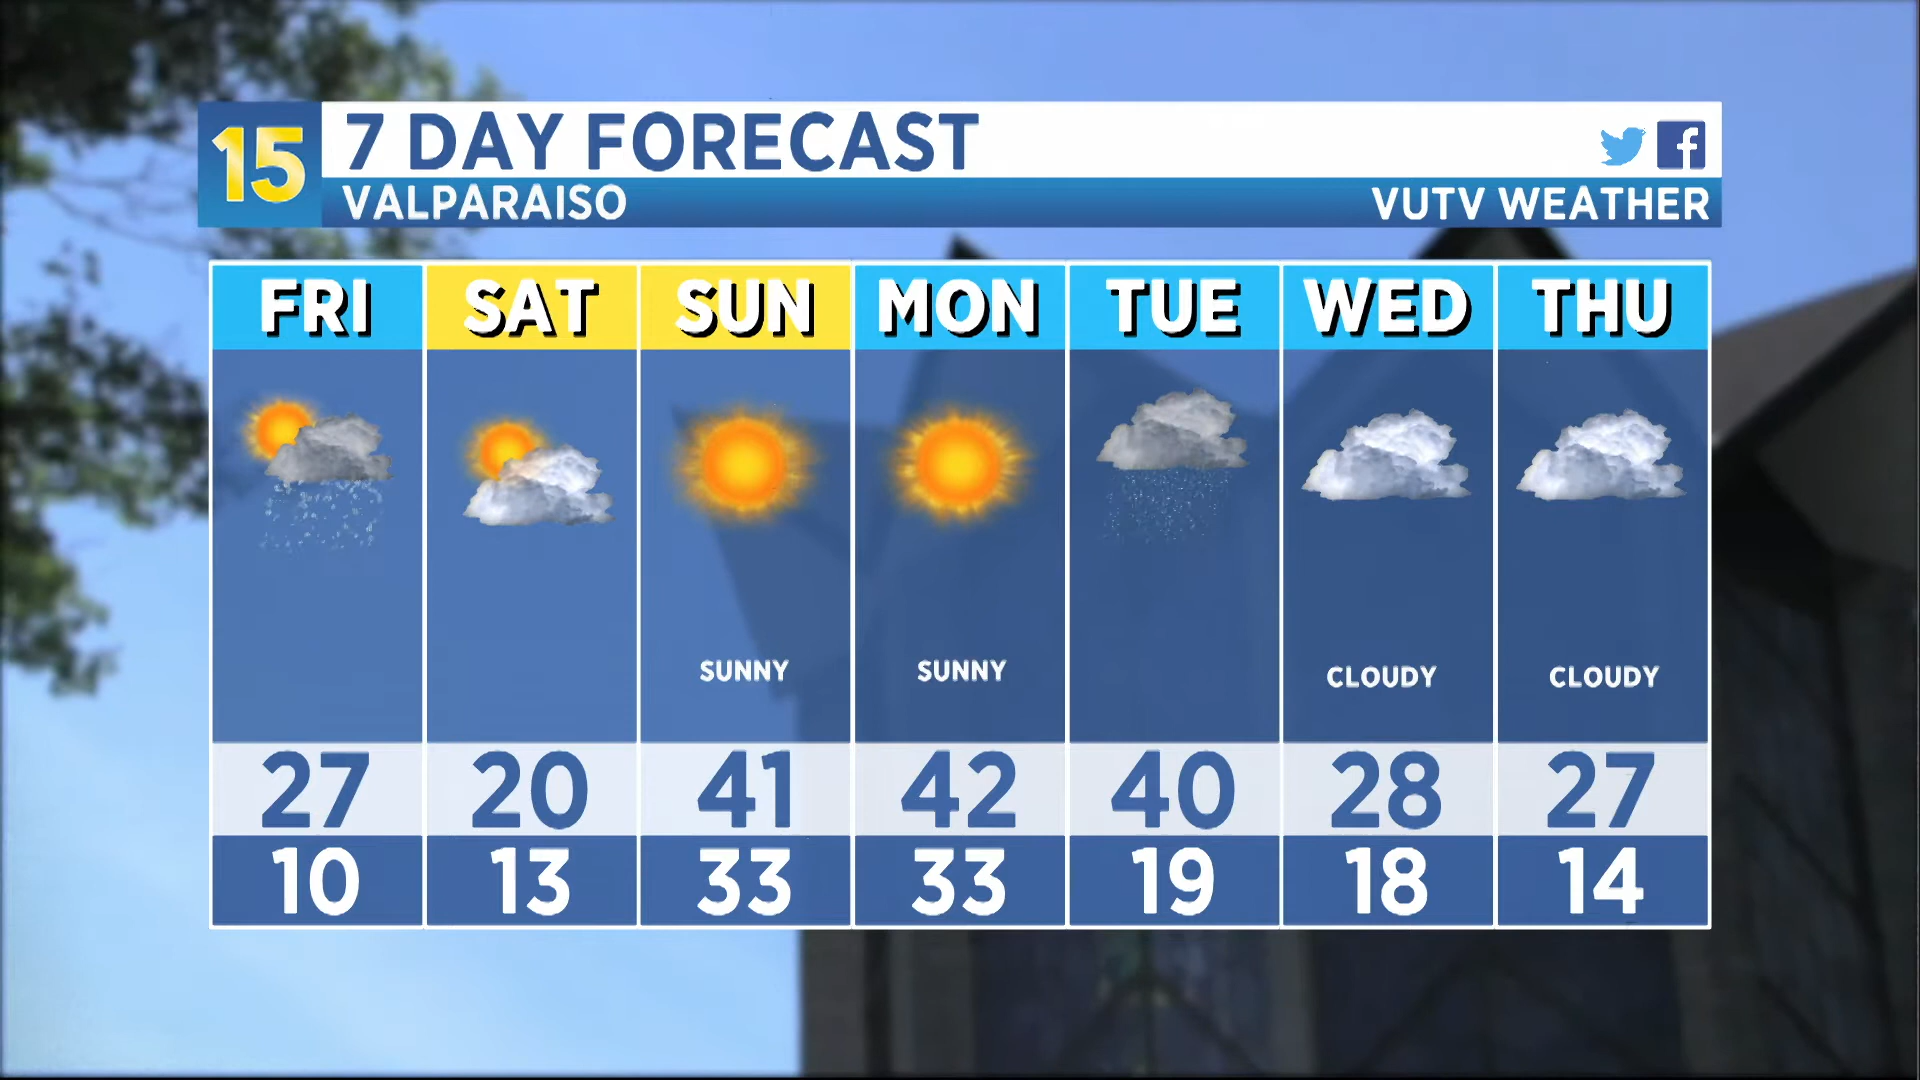 15
7 DAY FORECAST
VALPARAISO
VUTV WEATHER
FRI SAT SUN MON TUE WED THU
SUNNY SUNNY CLOUDY CLOUDY
27 20 41 42 40 28 27
10 13 33 33 19 18 14